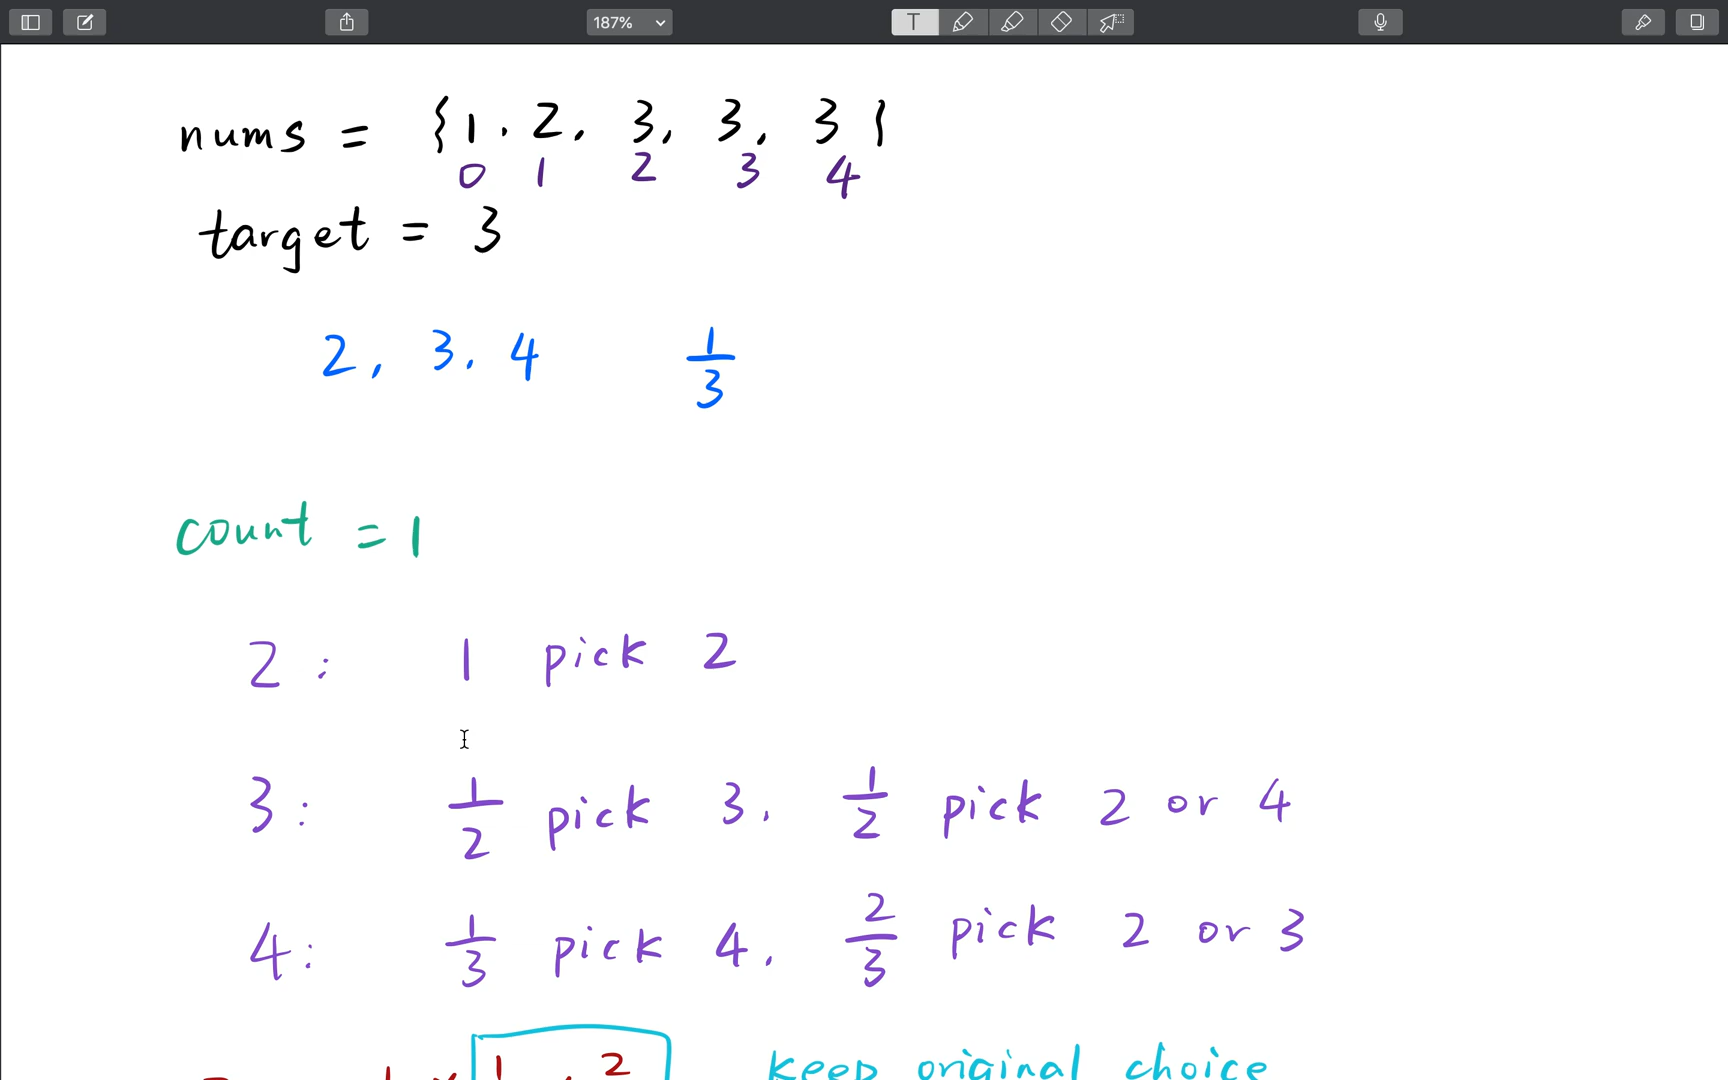 187%
T
nums = {1, 2, 3, 3, 3}
0 1 2 3 4
target = 3
2, 3, 4 1/3
count = 1
2: 1 pick 2
3: 1/2 pick 3, 1/2 pick 2 or 4
4: 1/3 pick 4, 2/3 pick 2 or 3
1 2 keep original choice